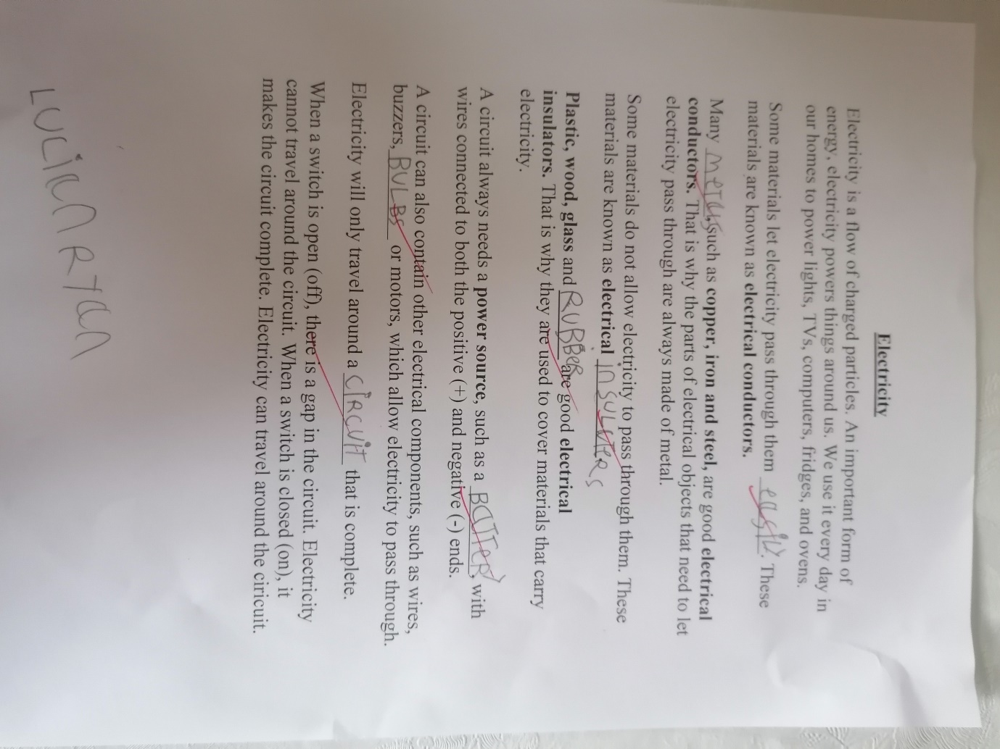 Electricity
Electricity is a flow of charged particles. An important form of
energy, electricity powers things around us. We use it every day in
our homes to power lights, TVs, computers, fridges, and ovens.
Some materials let electricity pass through them easily. These
materials are known as electrical conductors.
Many metals, such as copper, iron and steel, are good electrical
conductors. That is why the parts of electrical objects that need to let
electricity pass through are always made of metal.
Some materials do not allow electricity to pass through them. These
materials are known as electrical insulaters
Plastic, wood, glass and RUBBeR are good electrical
insulators. That is why they are used to cover materials that carry
electricity.
A circuit always needs a power source, such as a BaTTeRy, with
wires connected to both the positive (+) and negative (-) ends.
A circuit can also contain other electrical components, such as wires,
buzzers, BULBS or motors, which allow electricity to pass through.
Electricity will only travel around a CiRCuit that is complete.
When a switch is open (off), there is a gap in the circuit. Electricity
cannot travel around the circuit. When a switch is closed (on), it
makes the circuit complete. Electricity can travel around the ciricuit.